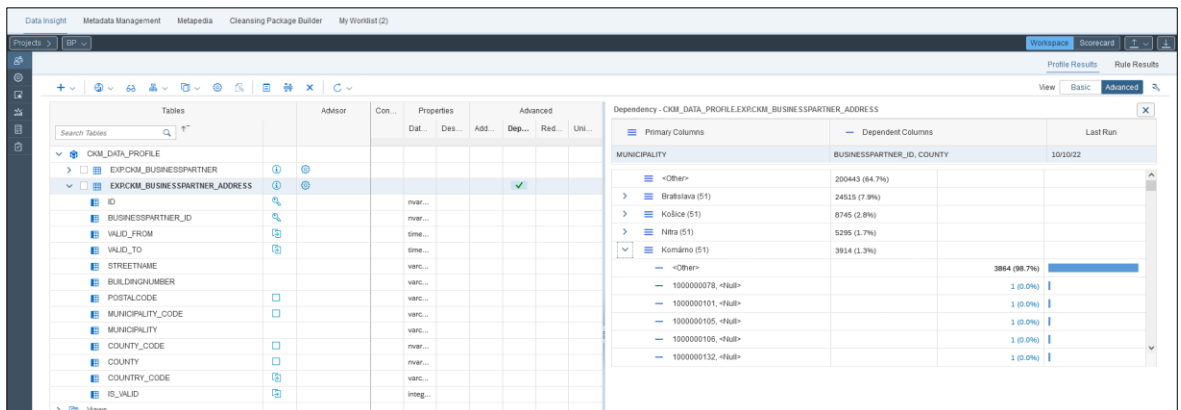 Data Insight Metadata Management Metapedia Cleansing Package Builder My Worklist (2)
Projects > BP Workspace Scorecard
Profile Results Rule Results
View Basic Advanced
Tables Advisor Con... Properties Advanced
Search Tables Dat... Des... Add... Dep... Red... Uni...
CKM_DATA_PROFILE
EXP.CKM_BUSINESSPARTNER
EXP.CKM_BUSINESSPARTNER_ADDRESS
ID nvar...
BUSINESSPARTNER_ID nvar...
VALID_FROM time...
VALID_TO time...
STREETNAME varc...
BUILDINGNUMBER varc...
POSTALCODE varc...
MUNICIPALITY_CODE varc...
MUNICIPALITY varc...
COUNTY_CODE nvar...
COUNTY nvar...
COUNTRY_CODE varc...
IS_VALID integ...
Views
Dependency - CKM_DATA_PROFILE.EXP.CKM_BUSINESSPARTNER_ADDRESS
Primary Columns Dependent Columns Last Run
MUNICIPALITY BUSINESSPARTNER_ID, COUNTY 10/10/22
<Other> 200443 (64.7%)
Bratislava (51) 24515 (7.9%)
Košice (51) 8745 (2.8%)
Nitra (51) 5295 (1.7%)
Komárno (51) 3914 (1.3%)
<Other> 3864 (98.7%)
1000000078, <Null> 1 (0.0%)
1000000101, <Null> 1 (0.0%)
1000000105, <Null> 1 (0.0%)
1000000106, <Null> 1 (0.0%)
1000000132, <Null> 1 (0.0%)